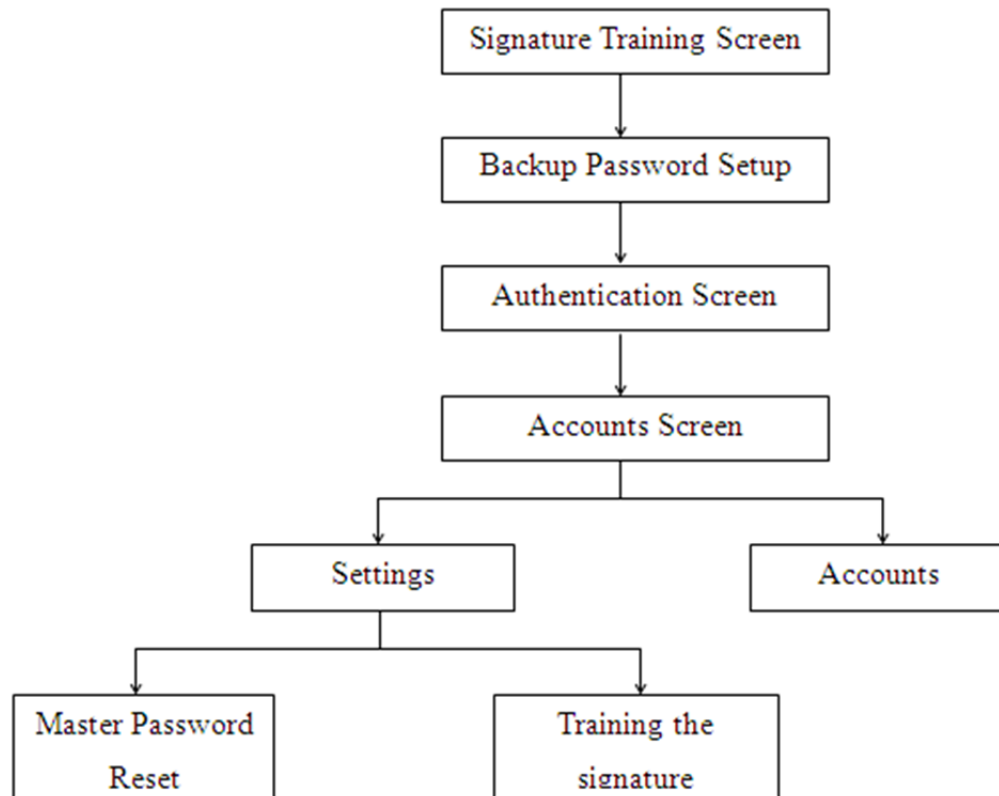 Signature Training Screen
Backup Password Setup
Authentication Screen
Accounts Screen
Settings
Accounts
Master Password
Reset
Training the
signature